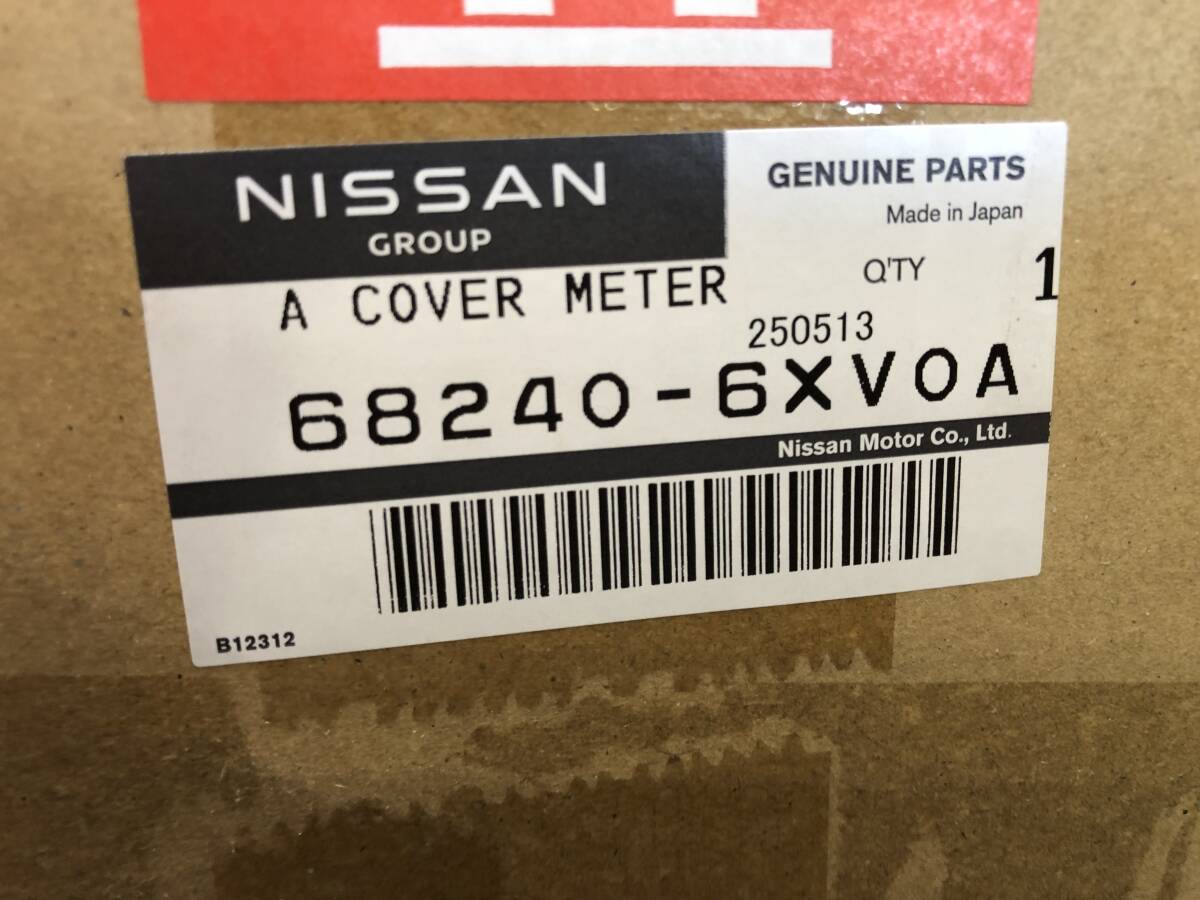 NISSAN
GROUP
GENUINE PARTS
Made in Japan
Q'TY 1
A COVER METER
250513
68240-6XV0A
Nissan Motor Co., Ltd.
B12312